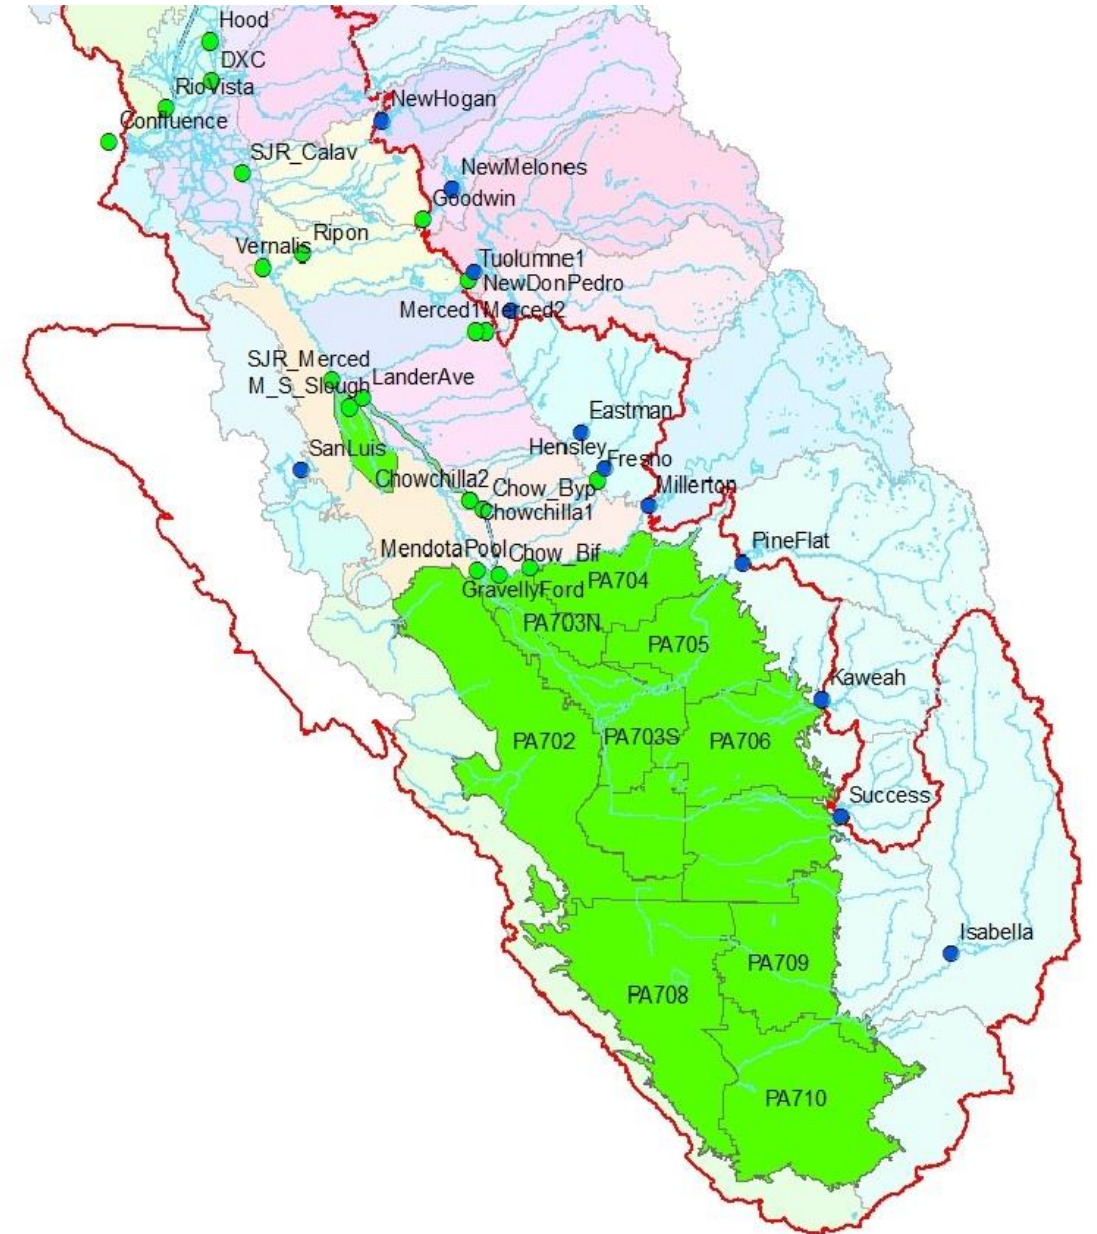 Hood
DXC
RioVista
NewHogan
Confluence
SJR_Calav
NewMelones
Goodwin
Ripon
Vernalis
Tuolumne1
NewDonPedro
Merced1
Merced2
SJR_Merced
LanderAve
M_S_Slough
Eastman
Hensley
Fresno
SanLuis
Chowchilla2
Chow_Byp
Millerton
Chowchilla1
MendotaPool
Chow_Bif
PineFlat
PA704
GravellyFord
PA703N
PA705
Kaweah
PA702
PA703S
PA706
Success
Isabella
PA709
PA708
PA710